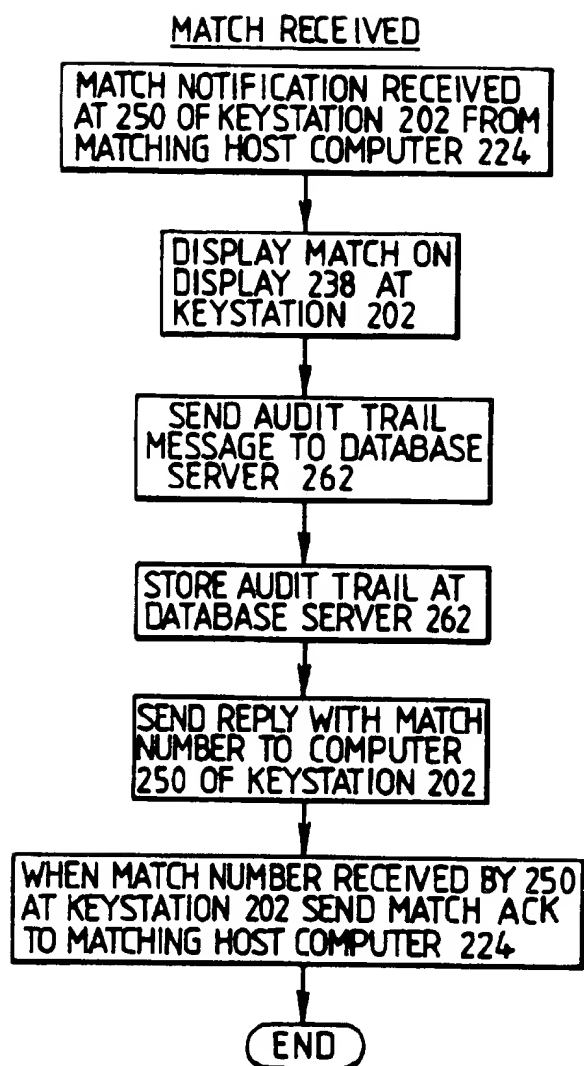 MATCH RECEIVED
MATCH NOTIFICATION RECEIVED
AT 250 OF KEYSTATION 202 FROM
MATCHING HOST COMPUTER 224
DISPLAY MATCH ON
DISPLAY 238 AT
KEYSTATION 202
SEND AUDIT TRAIL
MESSAGE TO DATABASE
SERVER 262
STORE AUDIT TRAIL AT
DATABASE SERVER 262
SEND REPLY WITH MATCH
NUMBER TO COMPUTER
250 OF KEYSTATION 202
WHEN MATCH NUMBER RECEIVED BY 250
AT KEYSTATION 202 SEND MATCH ACK
TO MATCHING HOST COMPUTER 224
END